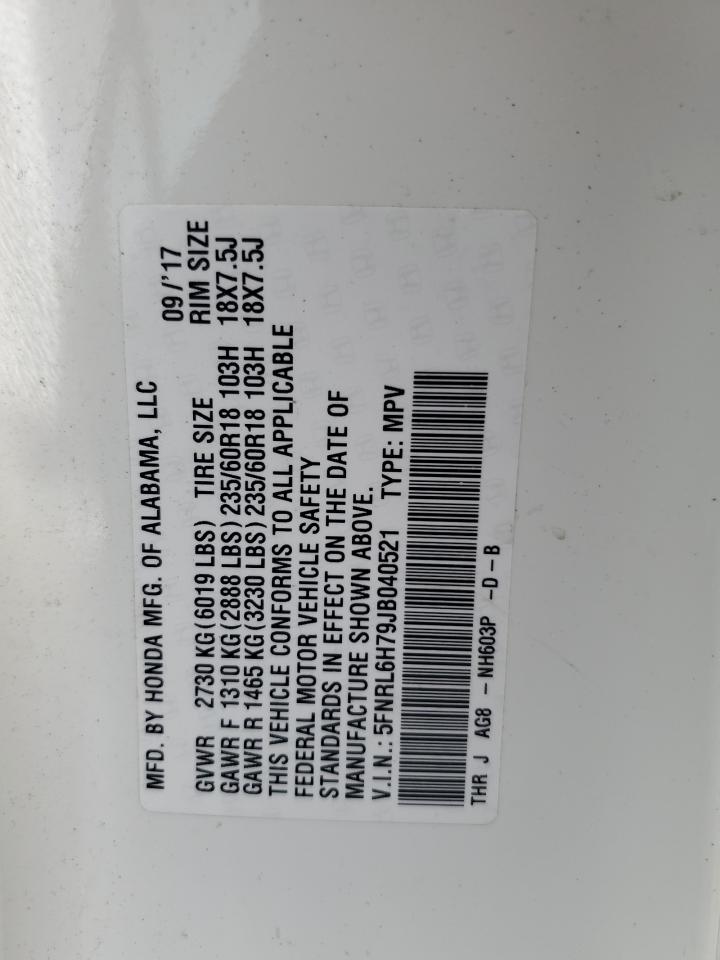 MFD. BY HONDA MFG. OF ALABAMA, LLC 09/'17
GVWR 2730 KG(6019 LBS) TIRE SIZE RIM SIZE
GAWR F 1310 KG(2888 LBS)235/60R18 103H 18X7.5J
GAWR R 1465 KG(3230 LBS)235/60R18 103H 18X7.5J
THIS VEHICLE CONFORMS TO ALL APPLICABLE
FEDERAL MOTOR VEHICLE SAFETY
STANDARDS IN EFFECT ON THE DATE OF
MANUFACTURE SHOWN ABOVE.
V.I.N.: 5FNRL6H79JB040521 TYPE: MPV
THR J AG8 - NH603P -D-B